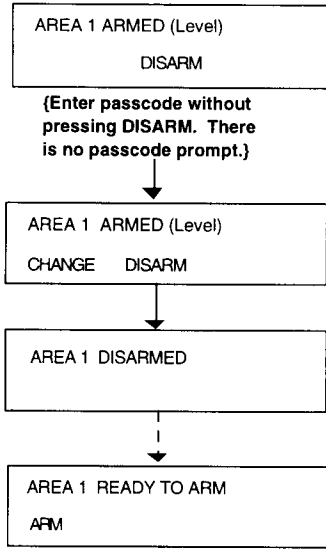 AREA 1 ARMED (Level)
DISARM
{Enter passcode without
pressing DISARM. There
is no passcode prompt.}
AREA 1 ARMED (Level)
CHANGE DISARM
AREA 1 DISARMED
AREA 1 READY TO ARM
ARM